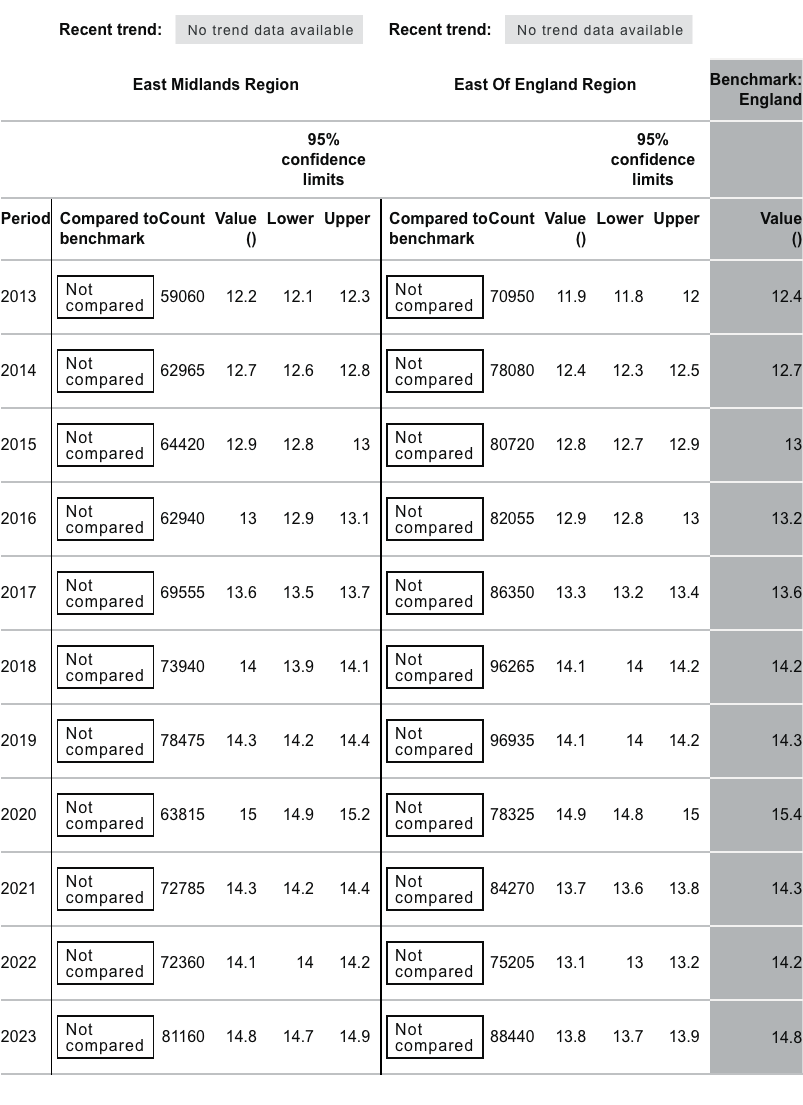 Recent trend: No trend data available Recent trend: No trend data available
East Midlands Region East Of England Region Benchmark:
England
95% 95%
confidence confidence
limits limits
Period Compared to Count Value Lower Upper Compared to Count Value Lower Upper Value
benchmark () benchmark () ()
2013 Not compared 59060 12.2 12.1 12.3 Not compared 70950 11.9 11.8 12 12.4
2014 Not compared 62965 12.7 12.6 12.8 Not compared 78080 12.4 12.3 12.5 12.7
2015 Not compared 64420 12.9 12.8 13 Not compared 80720 12.8 12.7 12.9 13
2016 Not compared 62940 13 12.9 13.1 Not compared 82055 12.9 12.8 13 13.2
2017 Not compared 69555 13.6 13.5 13.7 Not compared 86350 13.3 13.2 13.4 13.6
2018 Not compared 73940 14 13.9 14.1 Not compared 96265 14.1 14 14.2 14.2
2019 Not compared 78475 14.3 14.2 14.4 Not compared 96935 14.1 14 14.2 14.3
2020 Not compared 63815 15 14.9 15.2 Not compared 78325 14.9 14.8 15 15.4
2021 Not compared 72785 14.3 14.2 14.4 Not compared 84270 13.7 13.6 13.8 14.3
2022 Not compared 72360 14.1 14 14.2 Not compared 75205 13.1 13 13.2 14.2
2023 Not compared 81160 14.8 14.7 14.9 Not compared 88440 13.8 13.7 13.9 14.8